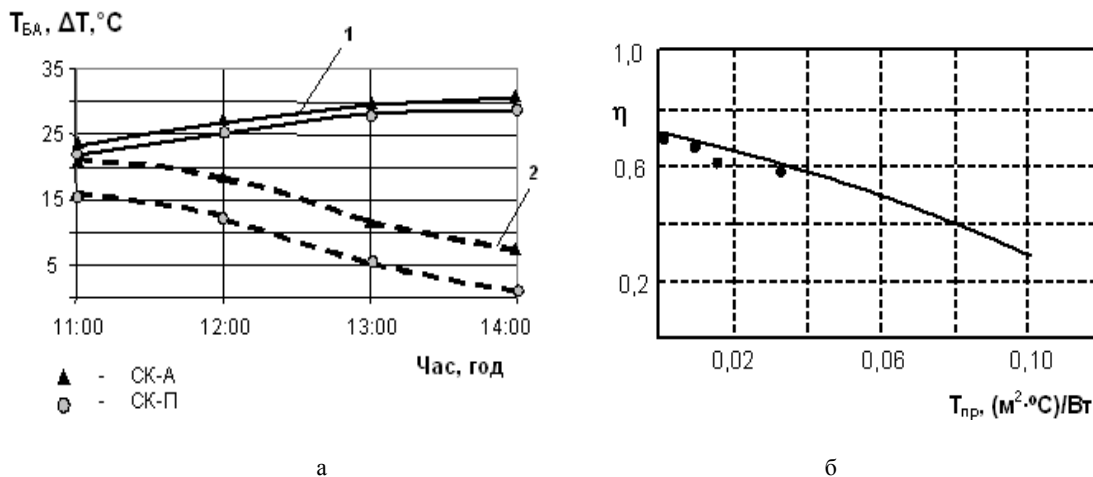 T_БА, ΔT,°C
35
25
15
5
1
2
11:00 12:00 13:00 14:00
Час, год
▲ - СК-А
● - СК-П
а
1,0
η
0,6
0,2
0,02 0,06 0,10
T_пр, (м²·ºС)/Вт
б